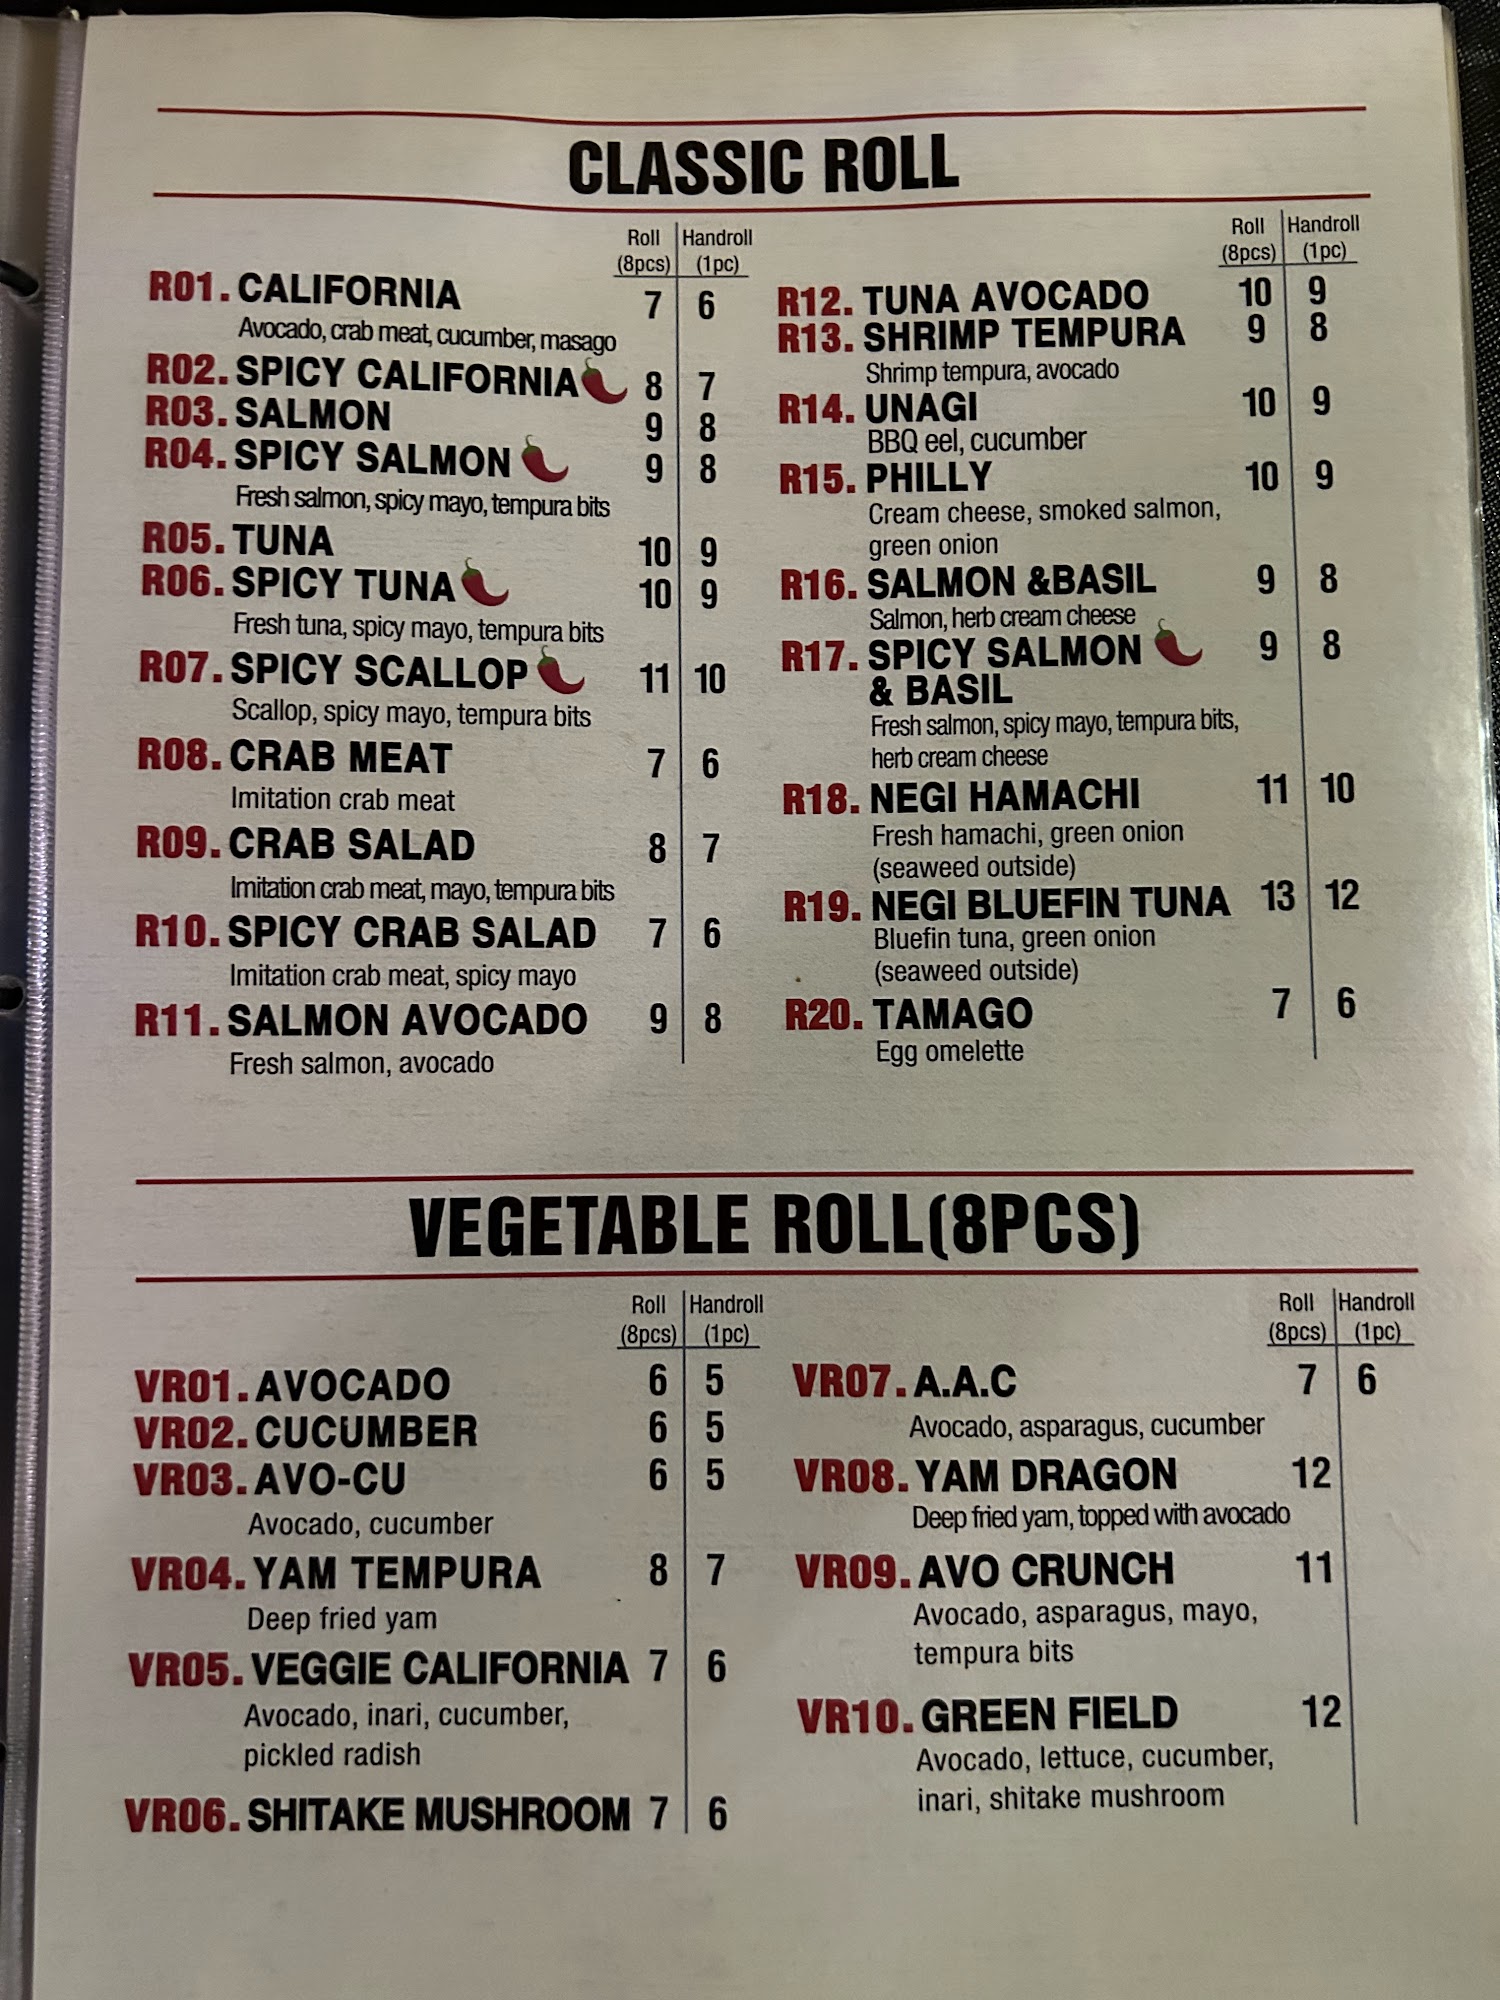 CLASSIC ROLL
Roll Handroll
(8pcs) (1pc)
R01. CALIFORNIA 7 6
Avocado, crab meat, cucumber, masago
R02. SPICY CALIFORNIA 8 7
R03. SALMON 9 8
R04. SPICY SALMON 9 8
Fresh salmon, spicy mayo, tempura bits
R05. TUNA 10 9
R06. SPICY TUNA 10 9
Fresh tuna, spicy mayo, tempura bits
R07. SPICY SCALLOP 11 10
Scallop, spicy mayo, tempura bits
R08. CRAB MEAT 7 6
Imitation crab meat
R09. CRAB SALAD 8 7
Imitation crab meat, mayo, tempura bits
R10. SPICY CRAB SALAD 7 6
Imitation crab meat, spicy mayo
R11. SALMON AVOCADO 9 8
Fresh salmon, avocado
Roll Handroll
(8pcs) (1pc)
R12. TUNA AVOCADO 10 9
R13. SHRIMP TEMPURA 9 8
Shrimp tempura, avocado
R14. UNAGI 10 9
BBQ eel, cucumber
R15. PHILLY 10 9
Cream cheese, smoked salmon,
green onion
R16. SALMON &BASIL 9 8
Salmon, herb cream cheese
R17. SPICY SALMON 9 8
& BASIL
Fresh salmon, spicy mayo, tempura bits,
herb cream cheese
R18. NEGI HAMACHI 11 10
Fresh hamachi, green onion
(seaweed outside)
R19. NEGI BLUEFIN TUNA 13 12
Bluefin tuna, green onion
(seaweed outside)
R20. TAMAGO 7 6
Egg omelette
VEGETABLE ROLL(8PCS)
Roll Handroll
(8pcs) (1pc)
VR01. AVOCADO 6 5
VR02. CUCUMBER 6 5
VR03. AVO-CU 6 5
Avocado, cucumber
VR04. YAM TEMPURA 8 7
Deep fried yam
VR05. VEGGIE CALIFORNIA 7 6
Avocado, inari, cucumber,
pickled radish
VR06. SHITAKE MUSHROOM 7 6
Roll Handroll
(8pcs) (1pc)
VR07. A.A.C 7 6
Avocado, asparagus, cucumber
VR08. YAM DRAGON 12
Deep fried yam, topped with avocado
VR09. AVO CRUNCH 11
Avocado, asparagus, mayo,
tempura bits
VR10. GREEN FIELD 12
Avocado, lettuce, cucumber,
inari, shitake mushroom